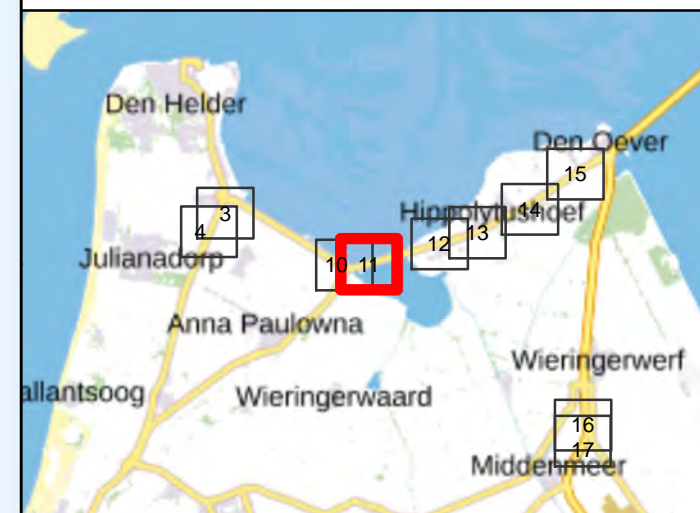 Den Helder
Den Oever
15
Hippolytushoef
14
3
4
13
12
Julianadorp
10
11
Anna Paulowna
Wieringerwerf
allantsoog
Wieringerwaard
16
17
Middenmeer